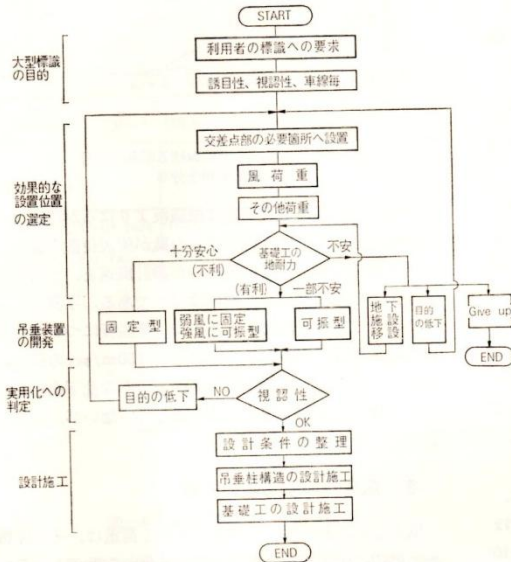 START
大型標識
の目的
利用者の標識への要求
誘目性、視認性、車線毎
効果的な
設置位置
の選定
交差点部の必要箇所へ設置
風荷重
その他荷重
基礎工の
地耐力
十分安心
(不利)
不安
(有利)
一部不安
吊垂装置
の開発
固定型
弱風に固定
強風に可振型
可振型
地下
施設
移設
目的
の低下
Give up
END
実用化への
判定
目的の低下
NO
視認性
OK
設計施工
設計条件の整理
吊垂柱構造の設計施工
基礎工の設計施工
END